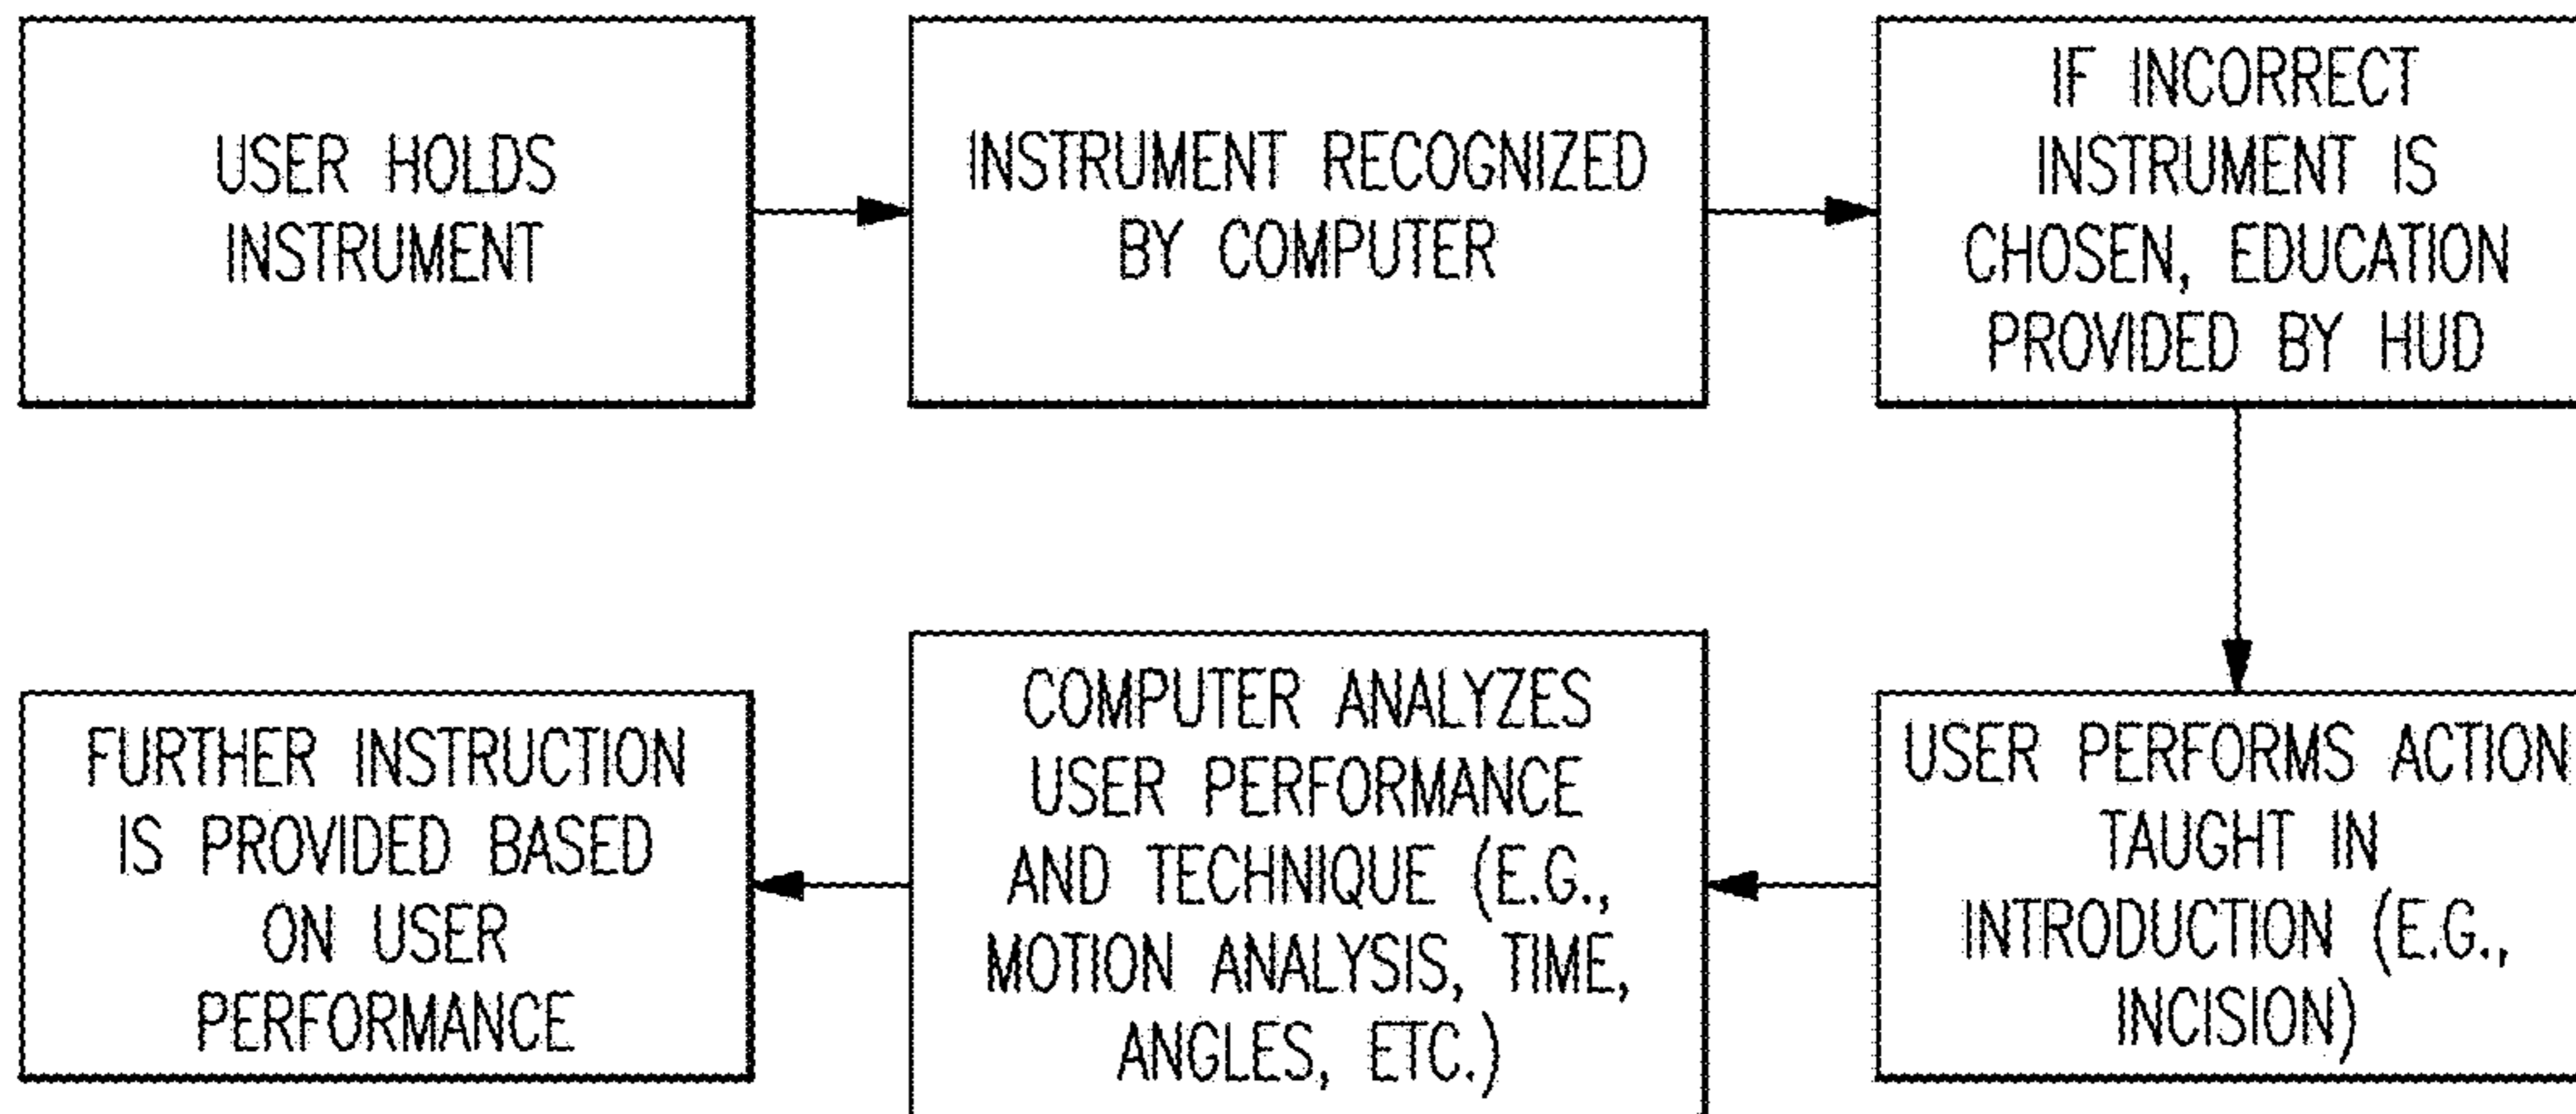 USER HOLDS
INSTRUMENT
INSTRUMENT RECOGNIZED
BY COMPUTER
IF INCORRECT
INSTRUMENT IS
CHOSEN, EDUCATION
PROVIDED BY HUD
USER PERFORMS ACTION
TAUGHT IN
INTRODUCTION (E.G.,
INCISION)
COMPUTER ANALYZES
USER PERFORMANCE
AND TECHNIQUE (E.G.,
MOTION ANALYSIS, TIME,
ANGLES, ETC.)
FURTHER INSTRUCTION
IS PROVIDED BASED
ON USER
PERFORMANCE